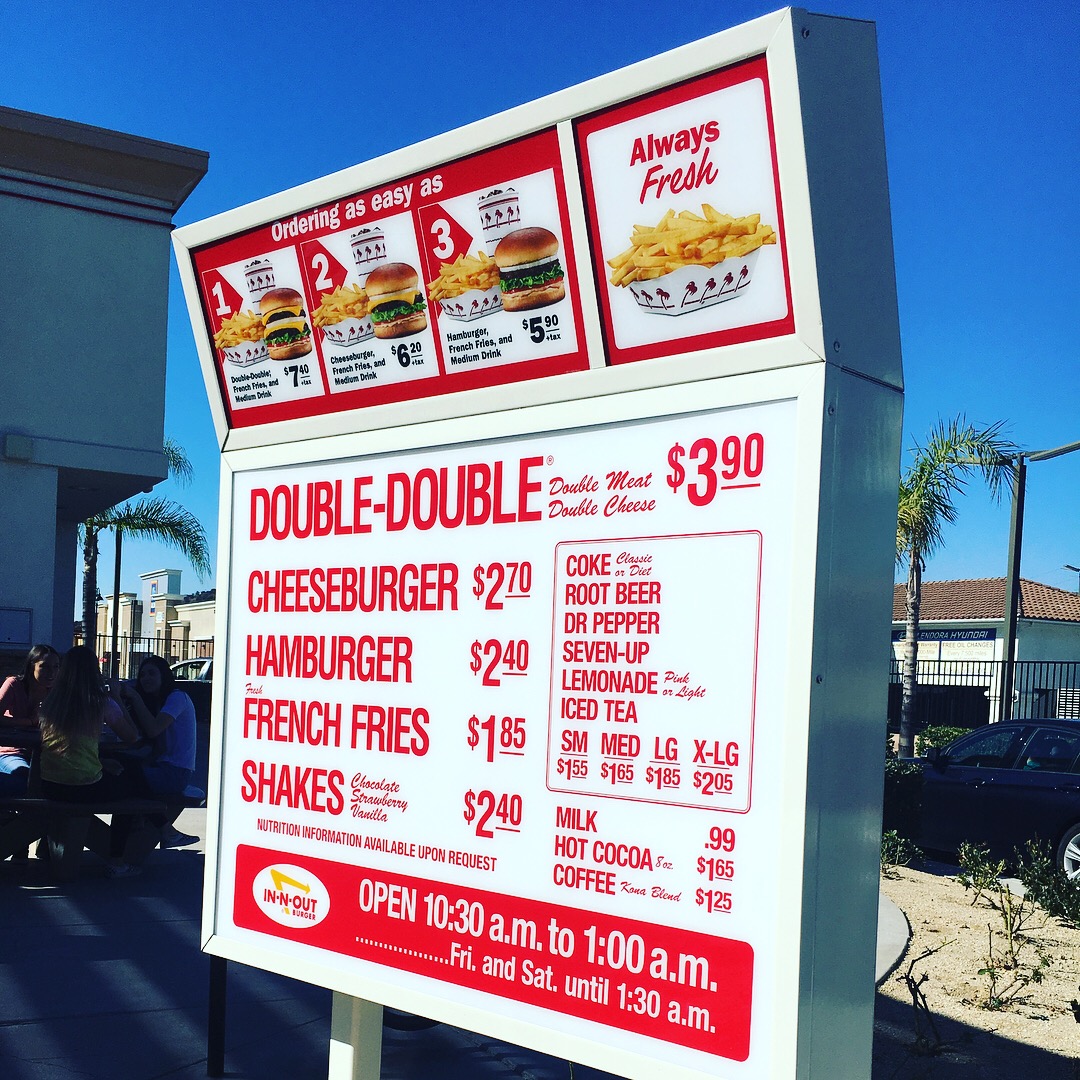 Ordering as easy as
1
Double-Double,
French Fries, and
Medium Drink
$7 40
+tax
2
Cheeseburger,
French Fries, and
Medium Drink
$6 20
+tax
3
Hamburger,
French Fries, and
Medium Drink
$5 90
+tax
Always
Fresh
DOUBLE-DOUBLE® Double Meat
Double Cheese
$3 90
CHEESEBURGER $2 70
HAMBURGER $2 40
Fresh
FRENCH FRIES $1 85
SHAKES Chocolate
Strawberry
Vanilla
$2 40
NUTRITION INFORMATION AVAILABLE UPON REQUEST
COKE Classic
or Diet
ROOT BEER
DR PEPPER
SEVEN-UP
LEMONADE Pink
or Light
ICED TEA
SM MED LG X-LG
$1 55 $1 65 $1 85 $2 05
MILK .99
HOT COCOA 8 oz. $1 65
COFFEE Kona Blend $1 25
IN-N-OUT
BURGER
OPEN 10:30 a.m. to 1:00 a.m.
..................Fri. and Sat. until 1:30 a.m.
GLENDORA HYUNDAI
FREE OIL CHANGES